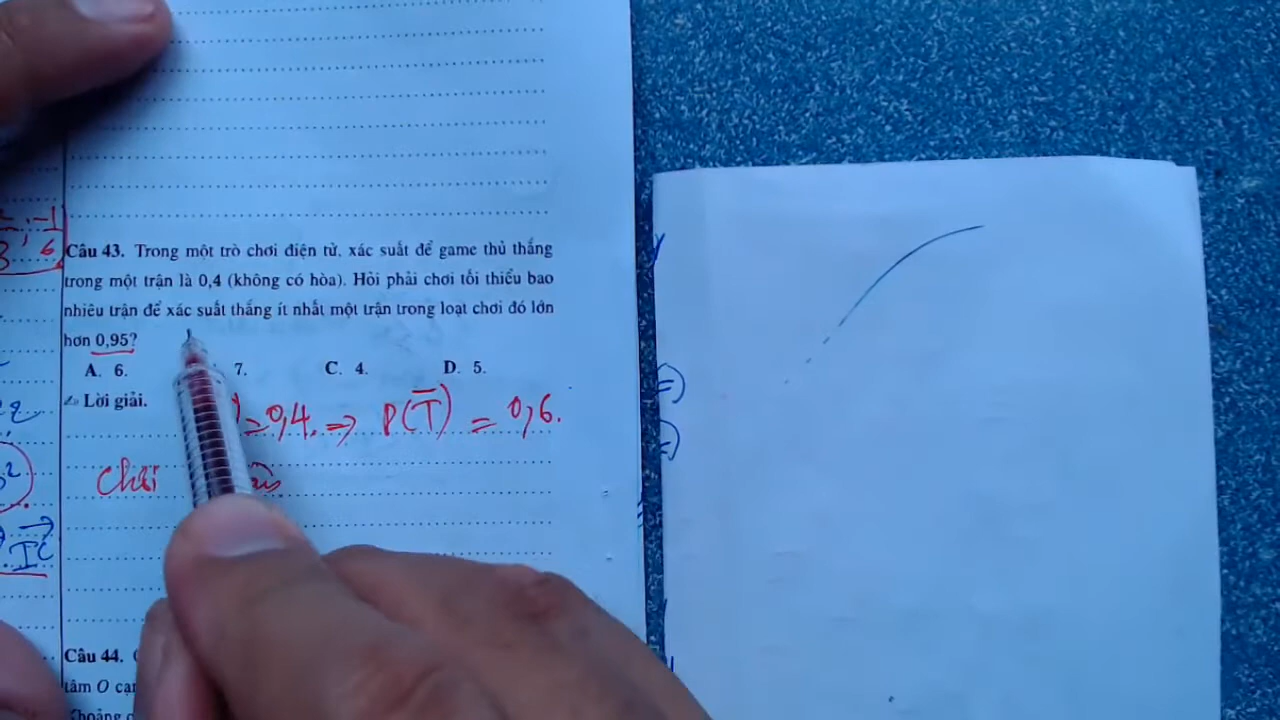 Câu 43. Trong một trò chơi điện tử, xác suất để game thủ thắng
trong một trận là 0,4 (không có hòa). Hỏi phải chơi tối thiểu bao
nhiêu trận để xác suất thắng ít nhất một trận trong loạt chơi đó lớn
hơn 0,95?
A. 6. 7. C. 4. D. 5.
Lời giải.
=0,4. => P(T̅) = 0,6.
Chơi
IC
Câu 44.
tâm O